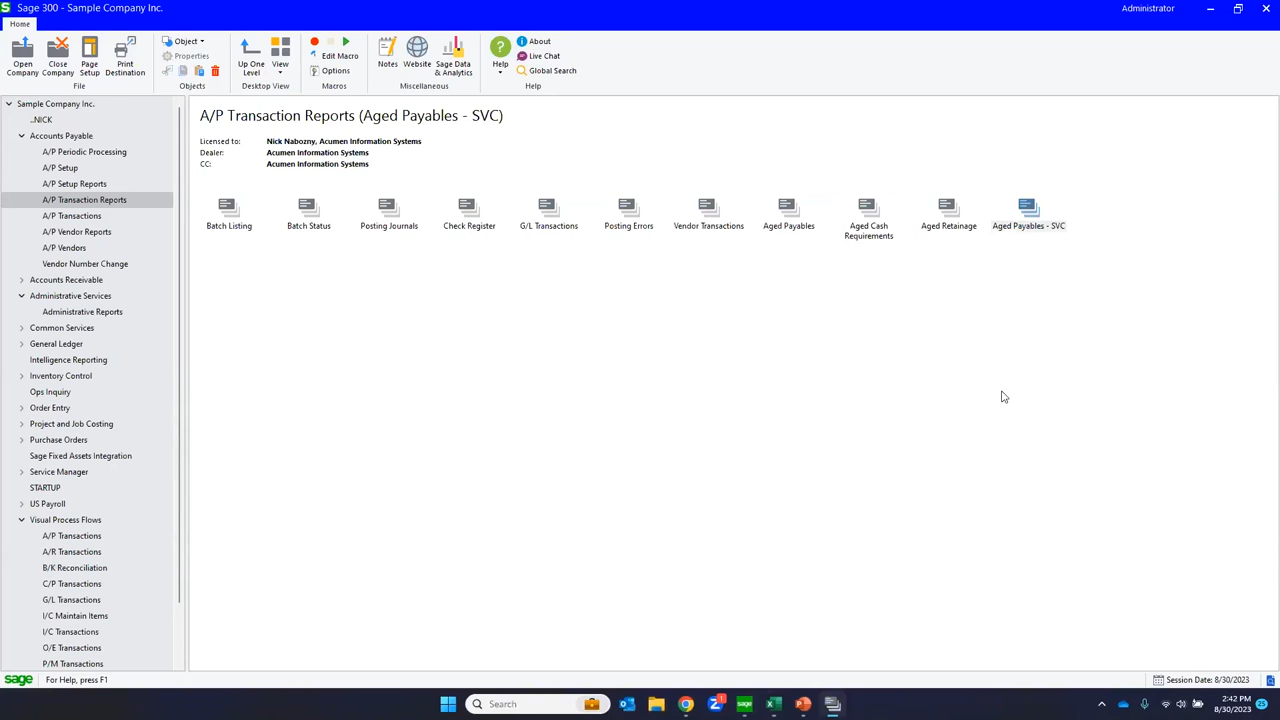 Sage 300 - Sample Company Inc.
Administrator
Home
Open Company
Close Company
Page Setup
Print Destination
File
Object
Properties
Objects
Up One Level
View
Desktop View
Edit Macro
Options
Macros
Notes
Website
Sage Data & Analytics
Miscellaneous
Help
About
Live Chat
Global Search
Help
Sample Company Inc.
..NICK
Accounts Payable
A/P Periodic Processing
A/P Setup
A/P Setup Reports
A/P Transaction Reports
A/P Transactions
A/P Vendor Reports
A/P Vendors
Vendor Number Change
Accounts Receivable
Administrative Services
Administrative Reports
Common Services
General Ledger
Intelligence Reporting
Inventory Control
Ops Inquiry
Order Entry
Project and Job Costing
Purchase Orders
Sage Fixed Assets Integration
Service Manager
STARTUP
US Payroll
Visual Process Flows
A/P Transactions
A/R Transactions
B/K Reconciliation
C/P Transactions
G/L Transactions
I/C Maintain Items
I/C Transactions
O/E Transactions
P/M Transactions
A/P Transaction Reports (Aged Payables - SVC)
Licensed to: Nick Nabozny, Acumen Information Systems
Dealer: Acumen Information Systems
CC: Acumen Information Systems
Batch Listing
Batch Status
Posting Journals
Check Register
G/L Transactions
Posting Errors
Vendor Transactions
Aged Payables
Aged Cash Requirements
Aged Retainage
Aged Payables - SVC
sage
For Help, press F1
Session Date: 8/30/2023
Search
1
2:42 PM
8/30/2023